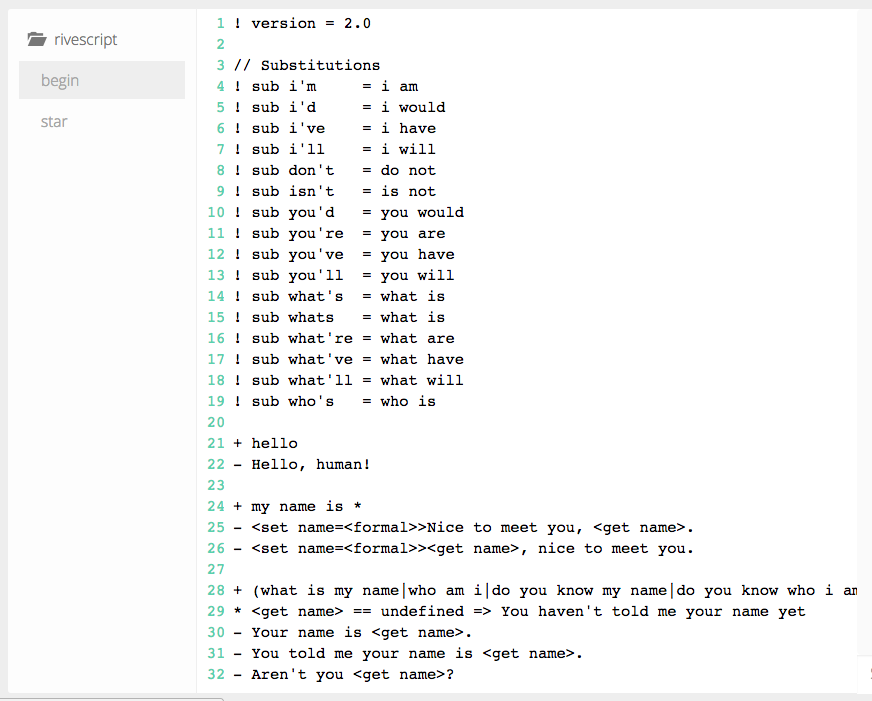 rivescript
begin
star
1 ! version = 2.0
2
3 // Substitutions
4 ! sub i'm     = i am
5 ! sub i'd     = i would
6 ! sub i've    = i have
7 ! sub i'll    = i will
8 ! sub don't   = do not
9 ! sub isn't   = is not
10 ! sub you'd   = you would
11 ! sub you're  = you are
12 ! sub you've  = you have
13 ! sub you'll  = you will
14 ! sub what's  = what is
15 ! sub whats   = what is
16 ! sub what're = what are
17 ! sub what've = what have
18 ! sub what'll = what will
19 ! sub who's   = who is
20
21 + hello
22 - Hello, human!
23
24 + my name is *
25 - <set name=<formal>>Nice to meet you, <get name>.
26 - <set name=<formal>><get name>, nice to meet you.
27
28 + (what is my name|who am i|do you know my name|do you know who i am
29 * <get name> == undefined => You haven't told me your name yet
30 - Your name is <get name>.
31 - You told me your name is <get name>.
32 - Aren't you <get name>?